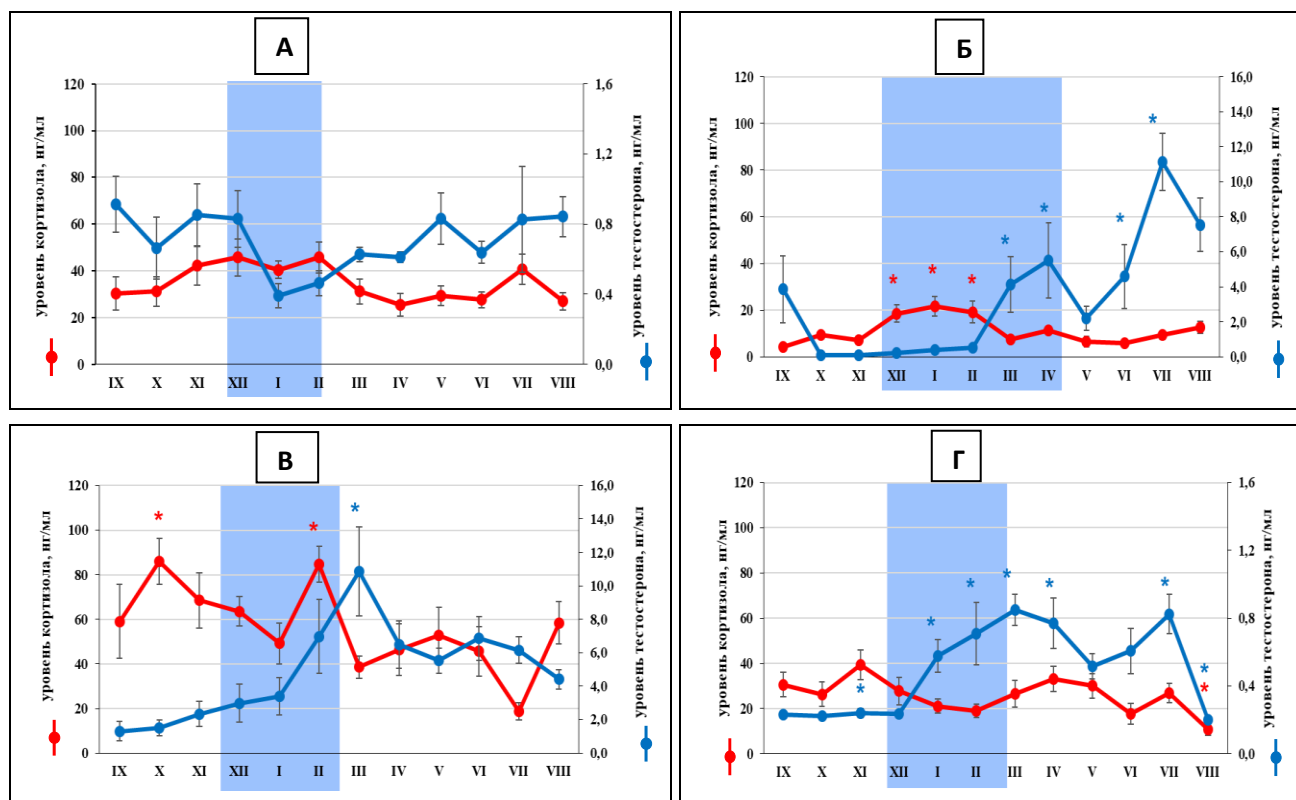 А
уровень кортизола, нг/мл
120
100
80
60
40
20
0
1,6
1,2
0,8
0,4
0,0
уровень тестостерона, нг/мл
IX X XI XII I II III IV V VI VII VIII
Б
уровень кортизола, нг/мл
120
100
80
60
40
20
0
16,0
14,0
12,0
10,0
8,0
6,0
4,0
2,0
0,0
уровень тестостерона, нг/мл
* * * * * * *
IX X XI XII I II III IV V VI VII VIII
В
уровень кортизола, нг/мл
120
100
80
60
40
20
0
16,0
14,0
12,0
10,0
8,0
6,0
4,0
2,0
0,0
уровень тестостерона, нг/мл
* * *
IX X XI XII I II III IV V VI VII VIII
Г
уровень кортизола, нг/мл
120
100
80
60
40
20
0
1,6
1,2
0,8
0,4
0,0
уровень тестостерона, нг/мл
* * * * * * * *
IX X XI XII I II III IV V VI VII VIII